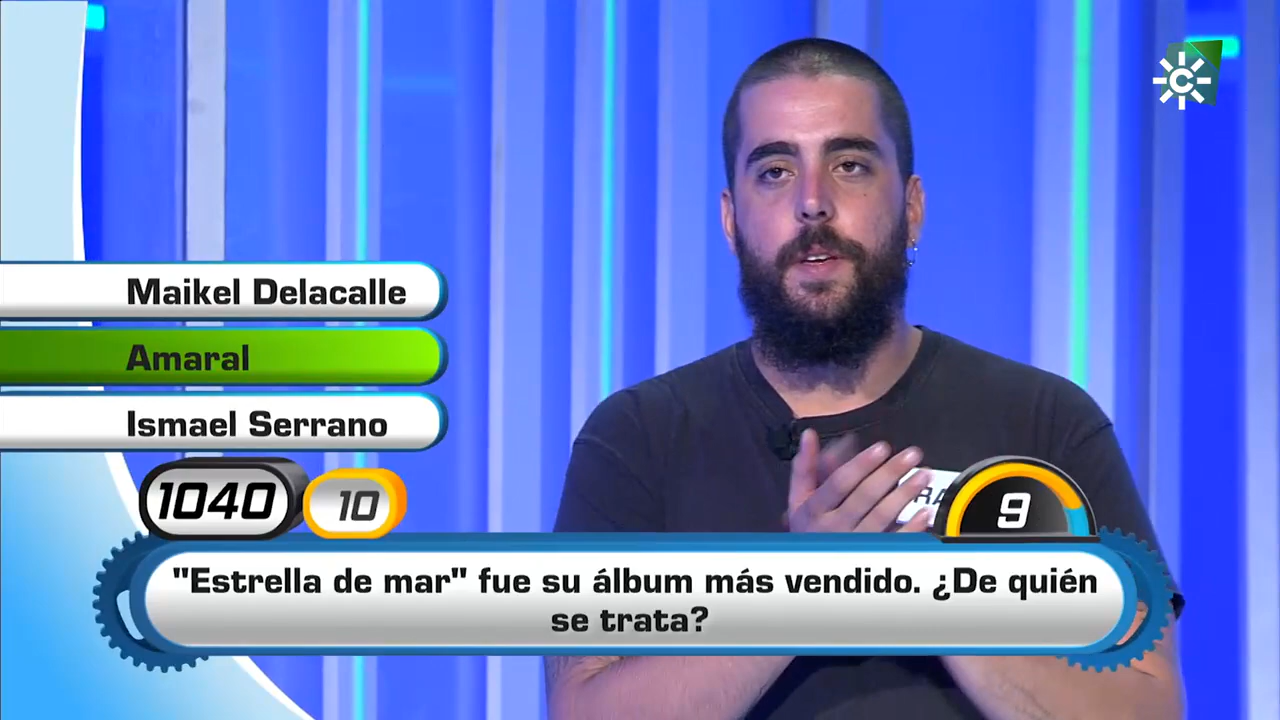 Maikel Delacalle
Amaral
Ismael Serrano
1040
10
9
"Estrella de mar" fue su álbum más vendido. ¿De quién
se trata?